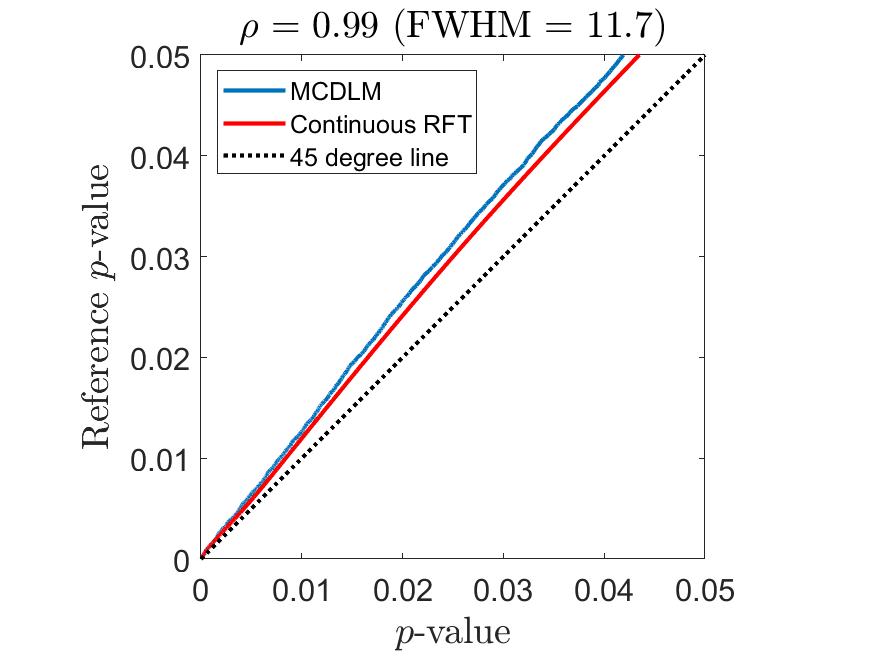 ρ = 0.99 (FWHM = 11.7)
0.05
0.04
0.03
0.02
0.01
0
Reference p-value
MCDLM
Continuous RFT
45 degree line
0 0.01 0.02 0.03 0.04 0.05
p-value